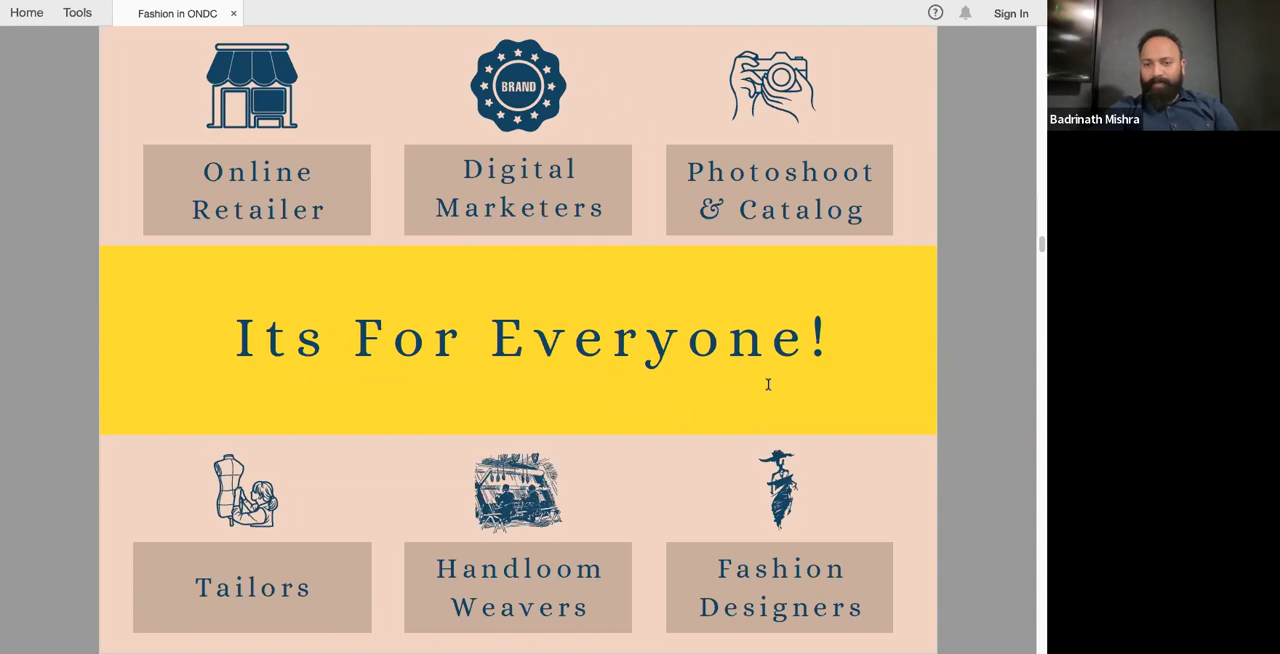 Home Tools Fashion in ONDC × ? Sign In
BRAND
Online
Retailer
Digital
Marketers
Photoshoot
& Catalog
Badrinath Mishra
Its For Everyone!
Tailors
Handloom
Weavers
Fashion
Designers